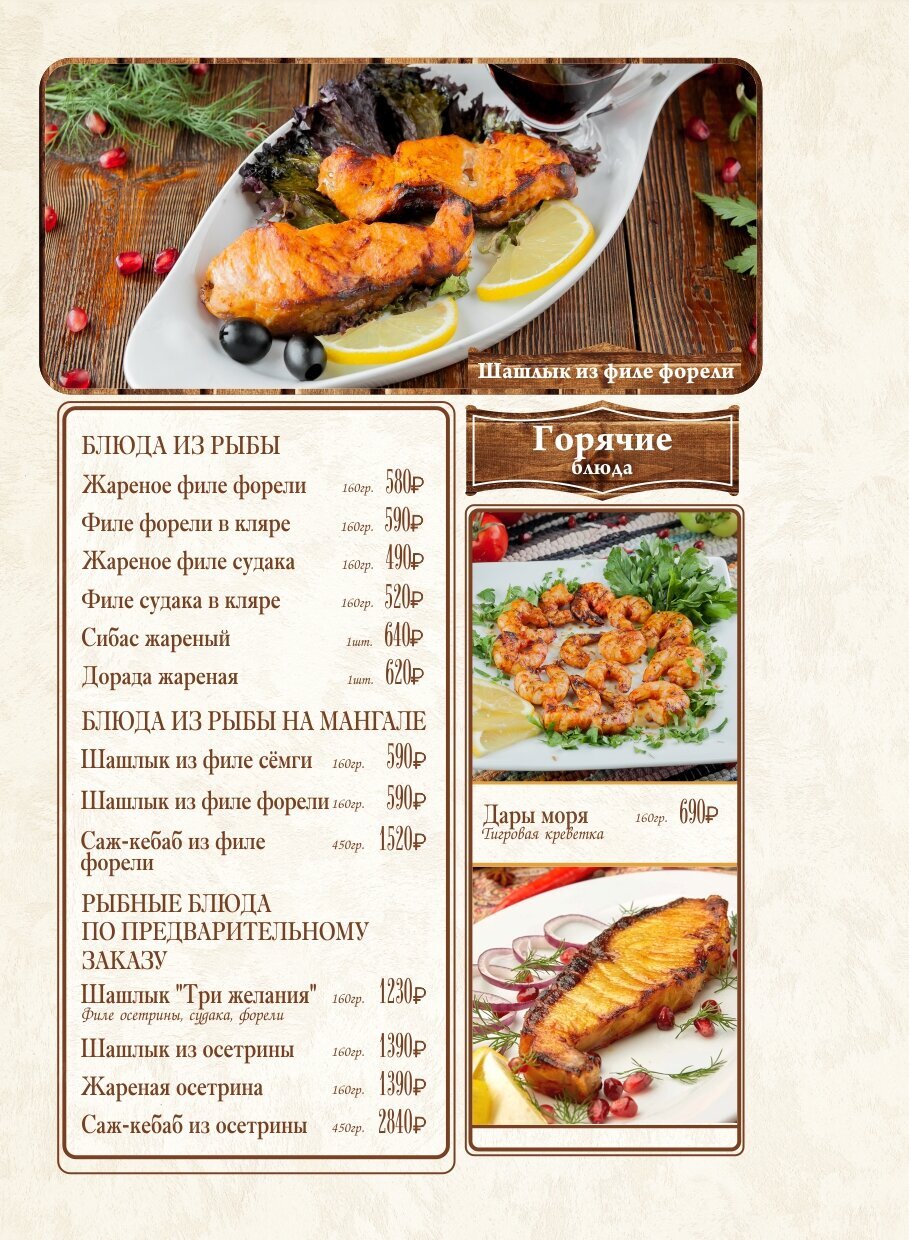 Шашлык из филе форели
Горячие
блюда
БЛЮДА ИЗ РЫБЫ
Жареное филе форели 160гр. 580₽
Филе форели в кляре 160гр. 590₽
Жареное филе судака 160гр. 490₽
Филе судака в кляре 160гр. 520₽
Сибас жареный 1шт. 640₽
Дорада жареная 1шт. 620₽
БЛЮДА ИЗ РЫБЫ НА МАНГАЛЕ
Шашлык из филе сёмги 160гр. 590₽
Шашлык из филе форели 160гр. 590₽
Саж-кебаб из филе 450гр. 1520₽
форели
РЫБНЫЕ БЛЮДА
ПО ПРЕДВАРИТЕЛЬНОМУ
ЗАКАЗУ
Шашлык "Три желания" 160гр. 1230₽
Филе осетрины, судака, форели
Шашлык из осетрины 160гр. 1390₽
Жареная осетрина 160гр. 1390₽
Саж-кебаб из осетрины 450гр. 2840₽
Дары моря 160гр. 690₽
Тигровая креветка